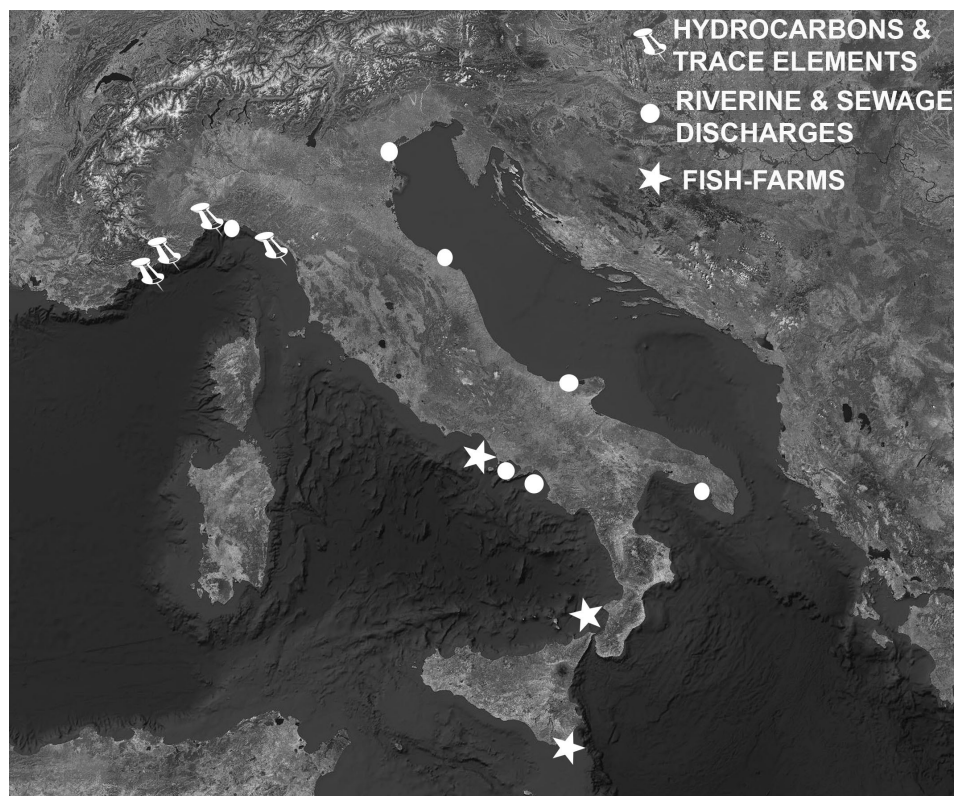 HYDROCARBONS &
TRACE ELEMENTS
RIVERINE & SEWAGE
DISCHARGES
FISH-FARMS